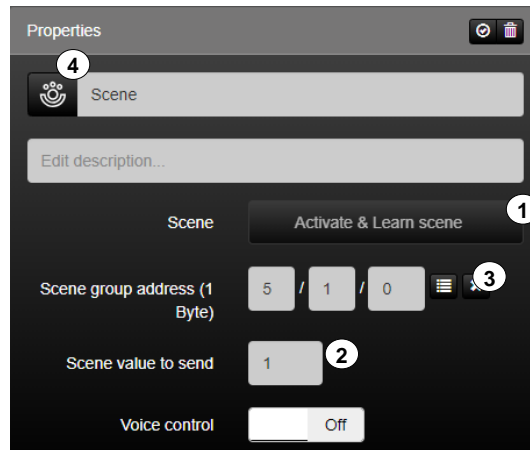 Properties
4
Scene
Edit description...
1
Scene Activate & Learn scene
Scene group address (1 Byte) 5 / 1 / 0 3
Scene value to send 1 2
Voice control Off